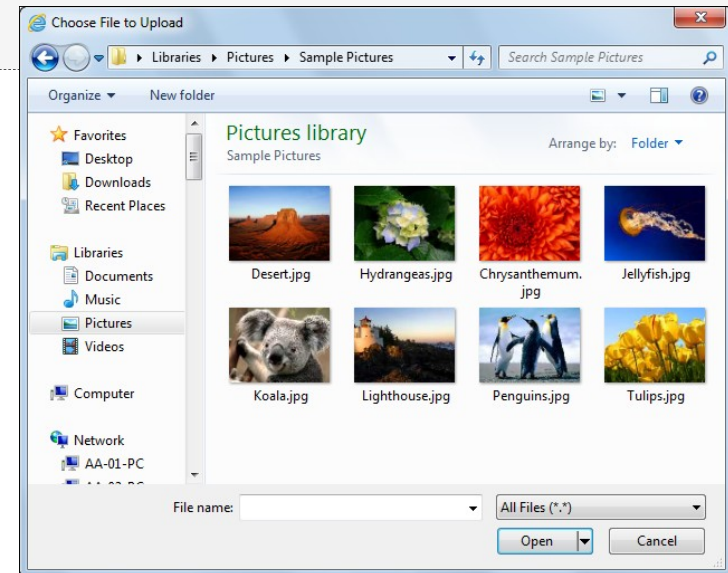 Choose File to Upload
Libraries Pictures Sample Pictures
Search Sample Pictures
Organize New folder
Favorites
Desktop
Downloads
Recent Places
Libraries
Documents
Music
Pictures
Videos
Computer
Network
AA-01-PC
Pictures library
Sample Pictures
Arrange by: Folder
Desert.jpg
Hydrangeas.jpg
Chrysanthemum.
jpg
Jellyfish.jpg
Koala.jpg
Lighthouse.jpg
Penguins.jpg
Tulips.jpg
File name:
All Files (*.*)
Open
Cancel